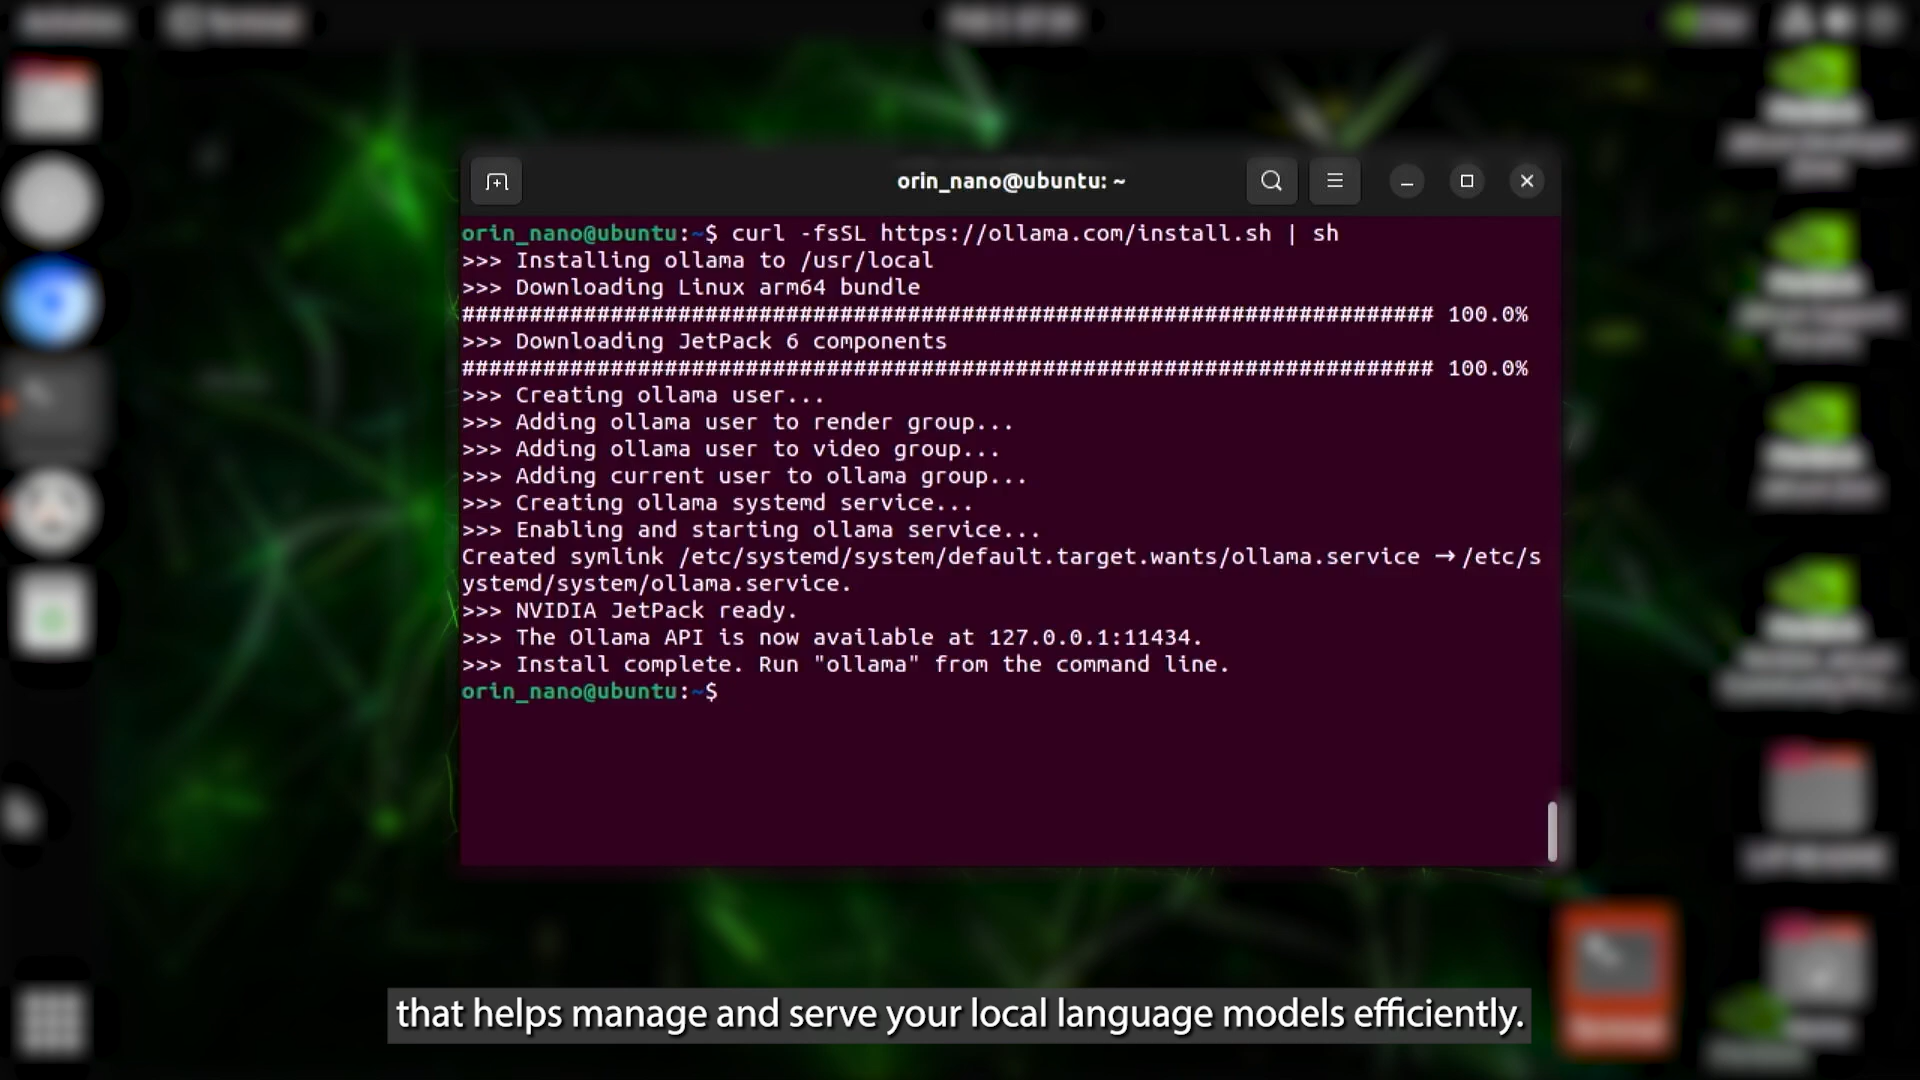 orin_nano@ubuntu: ~
orin_nano@ubuntu:~$ curl -fsSL https://ollama.com/install.sh | sh
>>> Installing ollama to /usr/local
>>> Downloading Linux arm64 bundle
######################################################################## 100.0%
>>> Downloading JetPack 6 components
######################################################################## 100.0%
>>> Creating ollama user...
>>> Adding ollama user to render group...
>>> Adding ollama user to video group...
>>> Adding current user to ollama group...
>>> Creating ollama systemd service...
>>> Enabling and starting ollama service...
Created symlink /etc/systemd/system/default.target.wants/ollama.service → /etc/s
ystemd/system/ollama.service.
>>> NVIDIA JetPack ready.
>>> The Ollama API is now available at 127.0.0.1:11434.
>>> Install complete. Run "ollama" from the command line.
orin_nano@ubuntu:~$
that helps manage and serve your local language models efficiently.